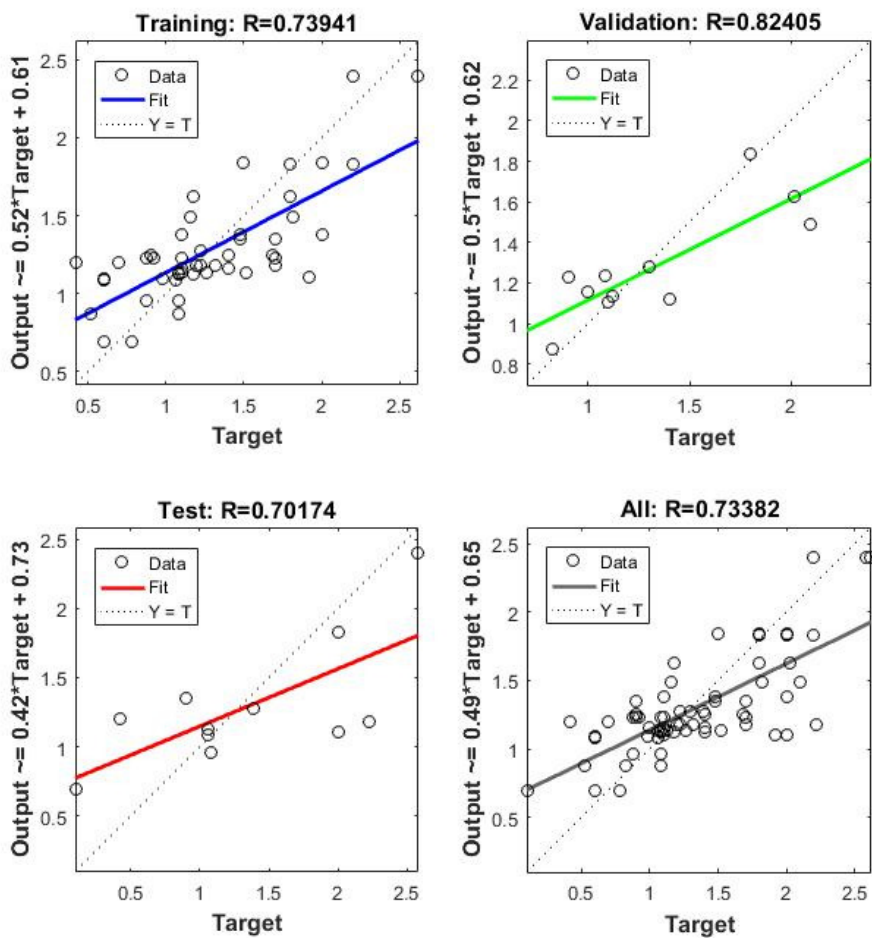 Training: R=0.73941
Output ~= 0.52*Target + 0.61
2.5
2
1.5
1
0.5
Data
Fit
Y = T
0.5
1
1.5
2
2.5
Target
Validation: R=0.82405
Output ~= 0.5*Target + 0.62
2.2
2
1.8
1.6
1.4
1.2
1
0.8
Data
Fit
Y = T
1
1.5
2
Target
Test: R=0.70174
Output ~= 0.42*Target + 0.73
2.5
2
1.5
1
0.5
Data
Fit
Y = T
0.5
1
1.5
2
2.5
Target
All: R=0.73382
Output ~= 0.49*Target + 0.65
2.5
2
1.5
1
0.5
Data
Fit
Y = T
0.5
1
1.5
2
2.5
Target